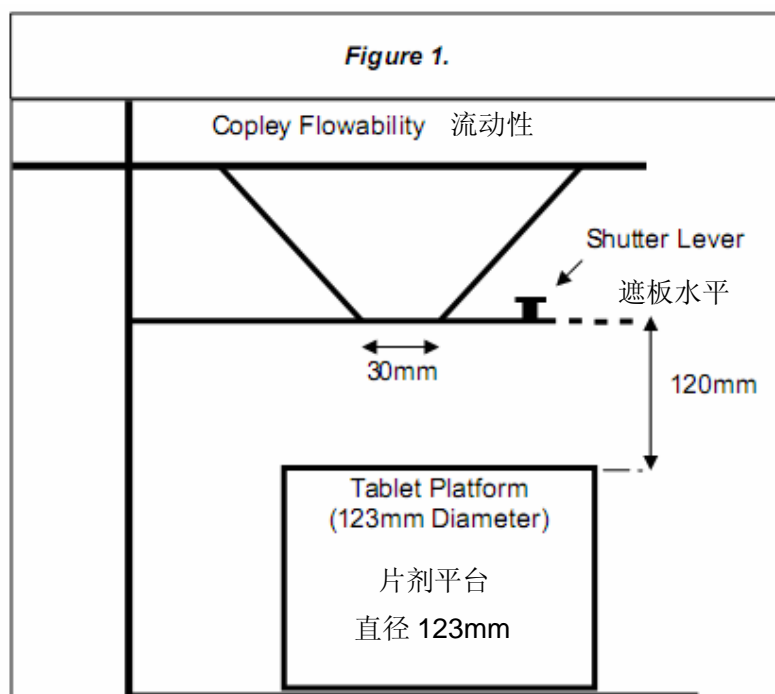 Figure 1.
Copley Flowability 流动性
Shutter Lever
遮板水平
30mm
120mm
Tablet Platform
(123mm Diameter)
片剂平台
直径 123mm